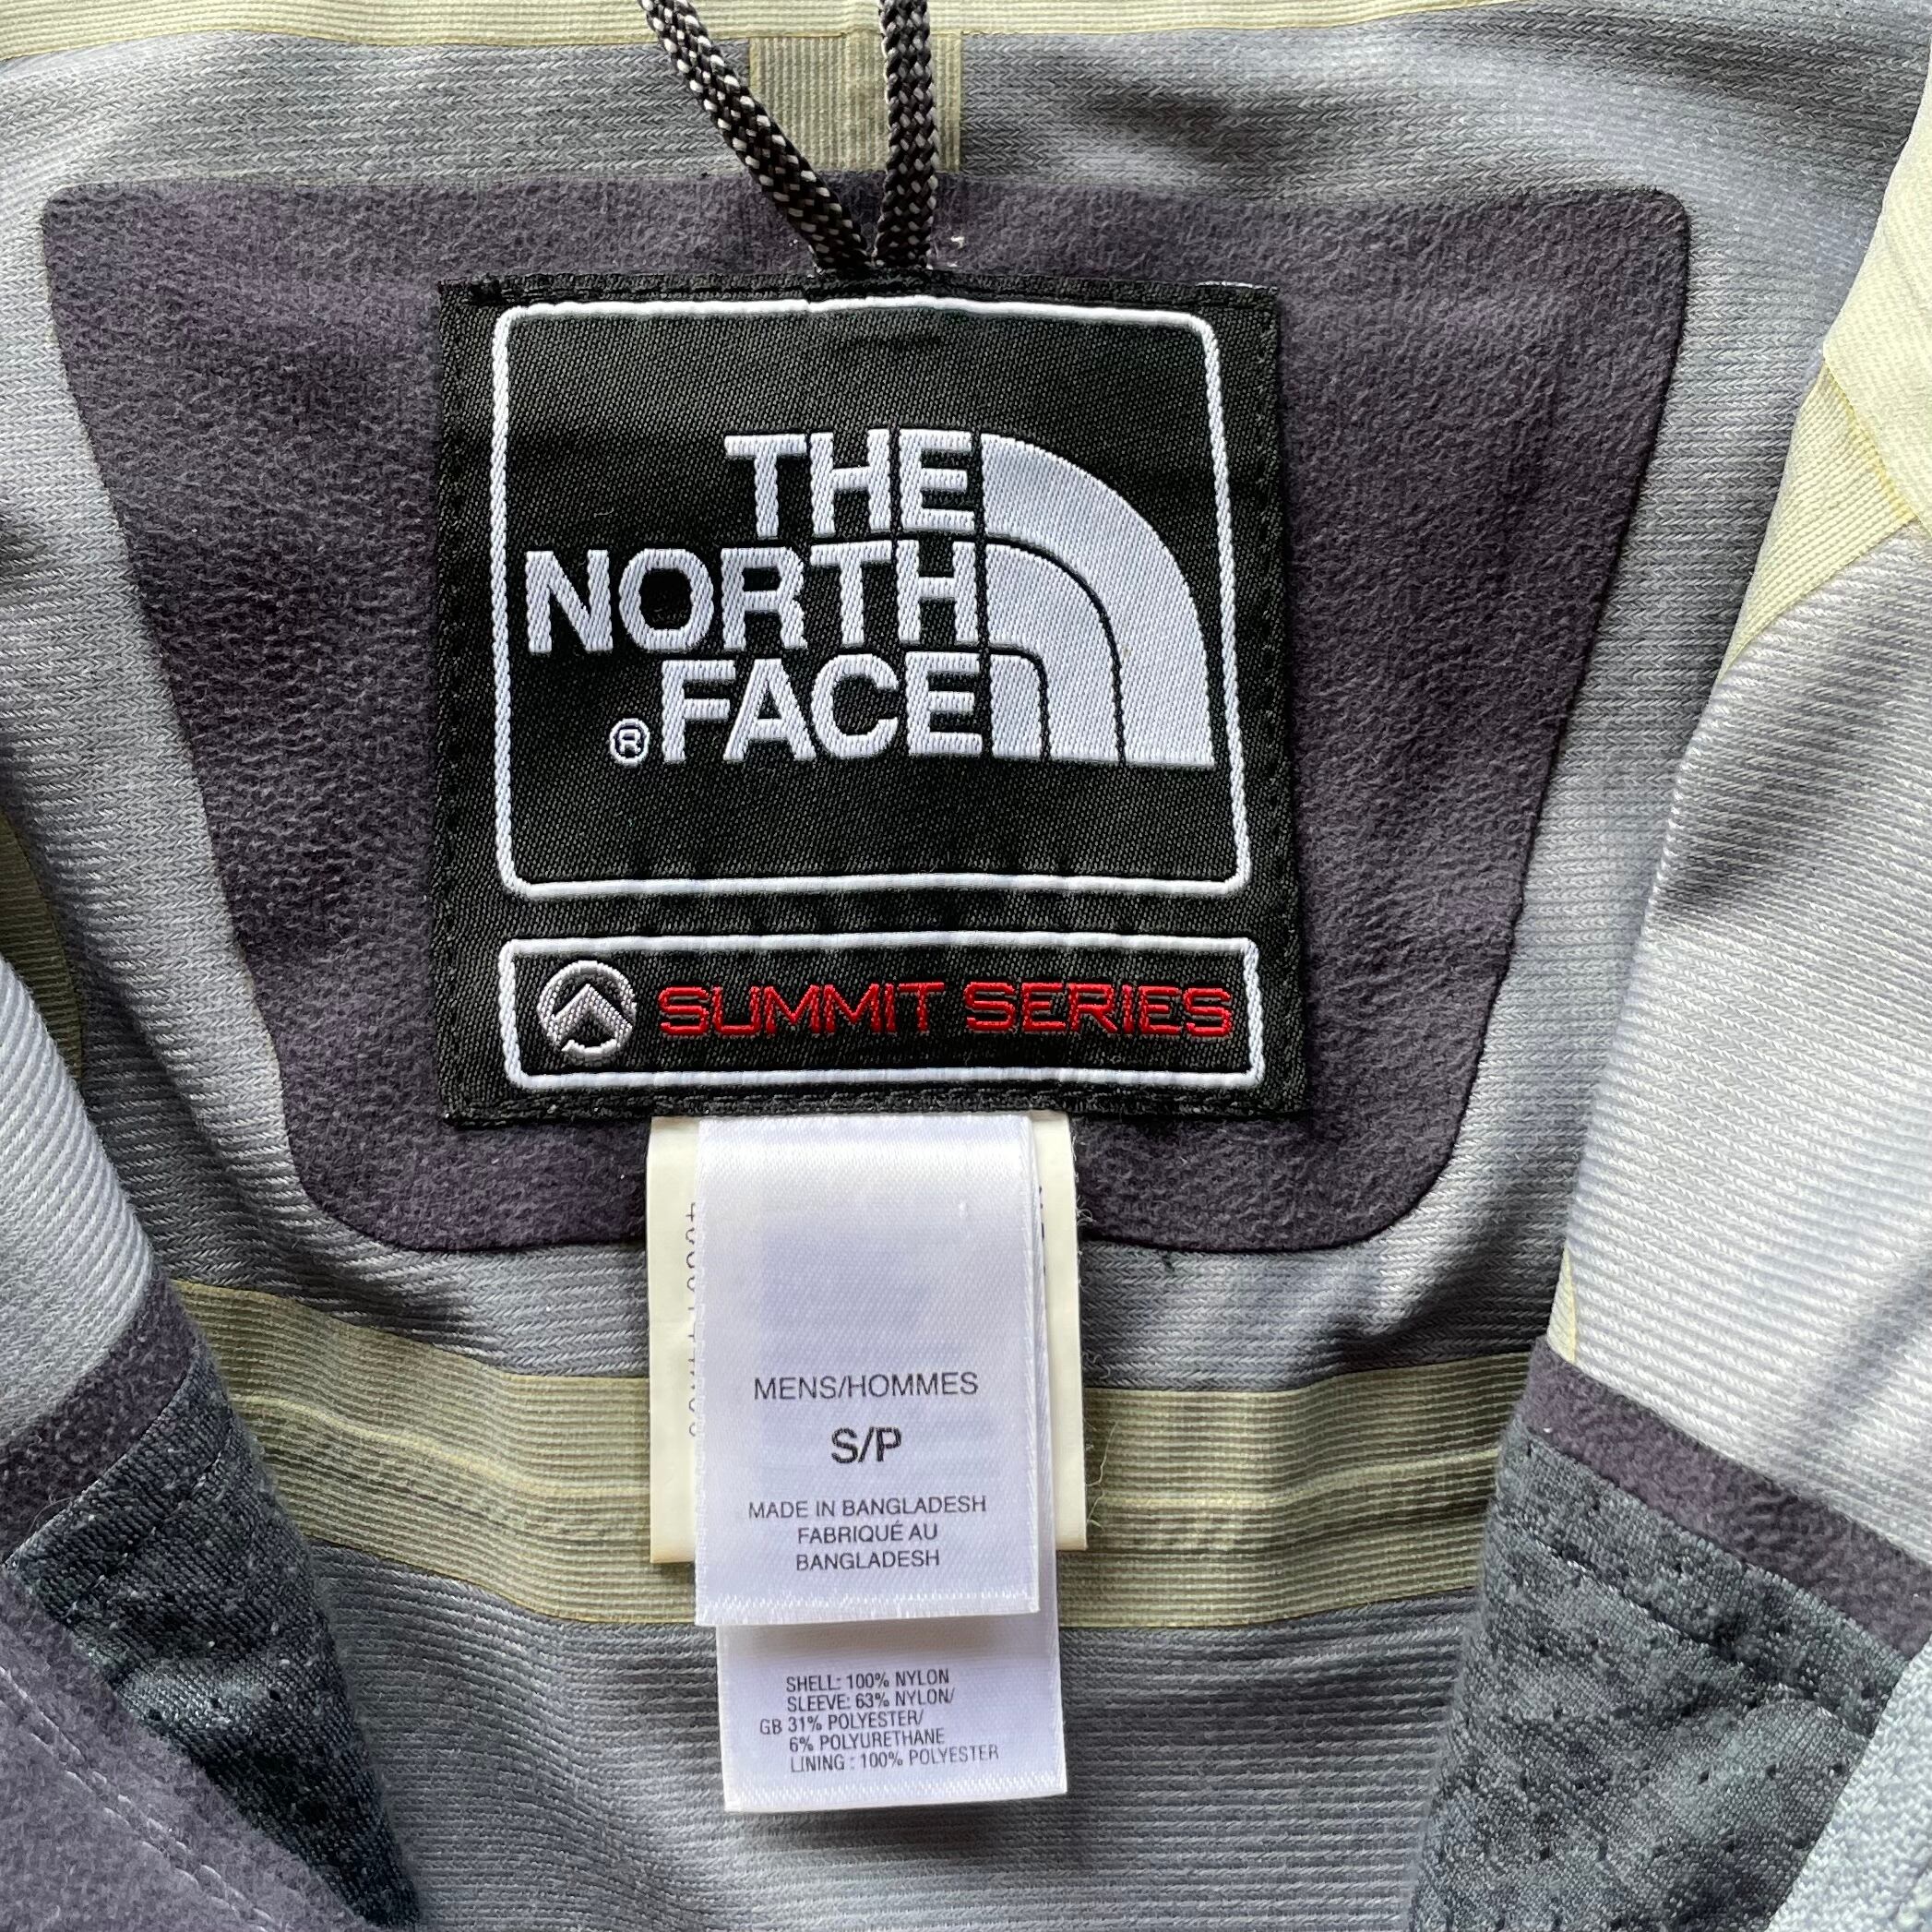 THE
NORTH
FACE
®
SUMMIT SERIES
MENS/HOMMES
S/P
MADE IN BANGLADESH
FABRIQUÉ AU
BANGLADESH
SHELL: 100% NYLON
SLEEVE: 63% NYLON/
GB 31% POLYESTER/
6% POLYURETHANE
LINING : 100% POLYESTER